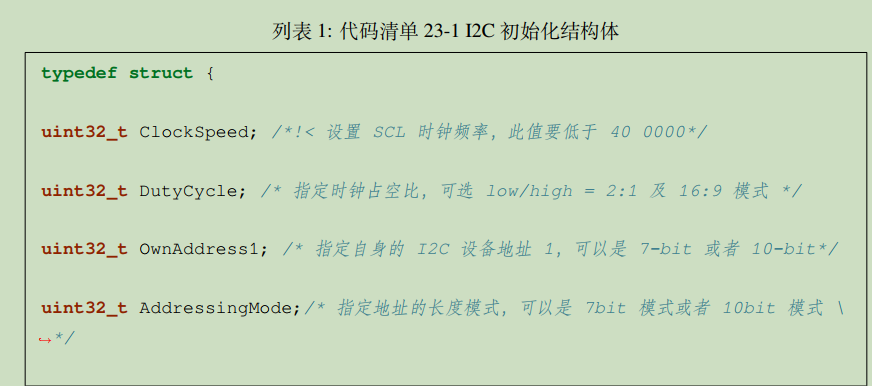 列表 1: 代码清单 23-1 I2C 初始化结构体
typedef struct {
uint32_t ClockSpeed; /*!< 设置 SCL 时钟频率，此值要低于 40 0000*/
uint32_t DutyCycle; /* 指定时钟占空比，可选 low/high = 2:1 及 16:9 模式 */
uint32_t OwnAddress1; /* 指定自身的 I2C 设备地址 1，可以是 7-bit 或者 10-bit*/
uint32_t AddressingMode;/* 指定地址的长度模式，可以是 7bit 模式或者 10bit 模式 \
↪*/